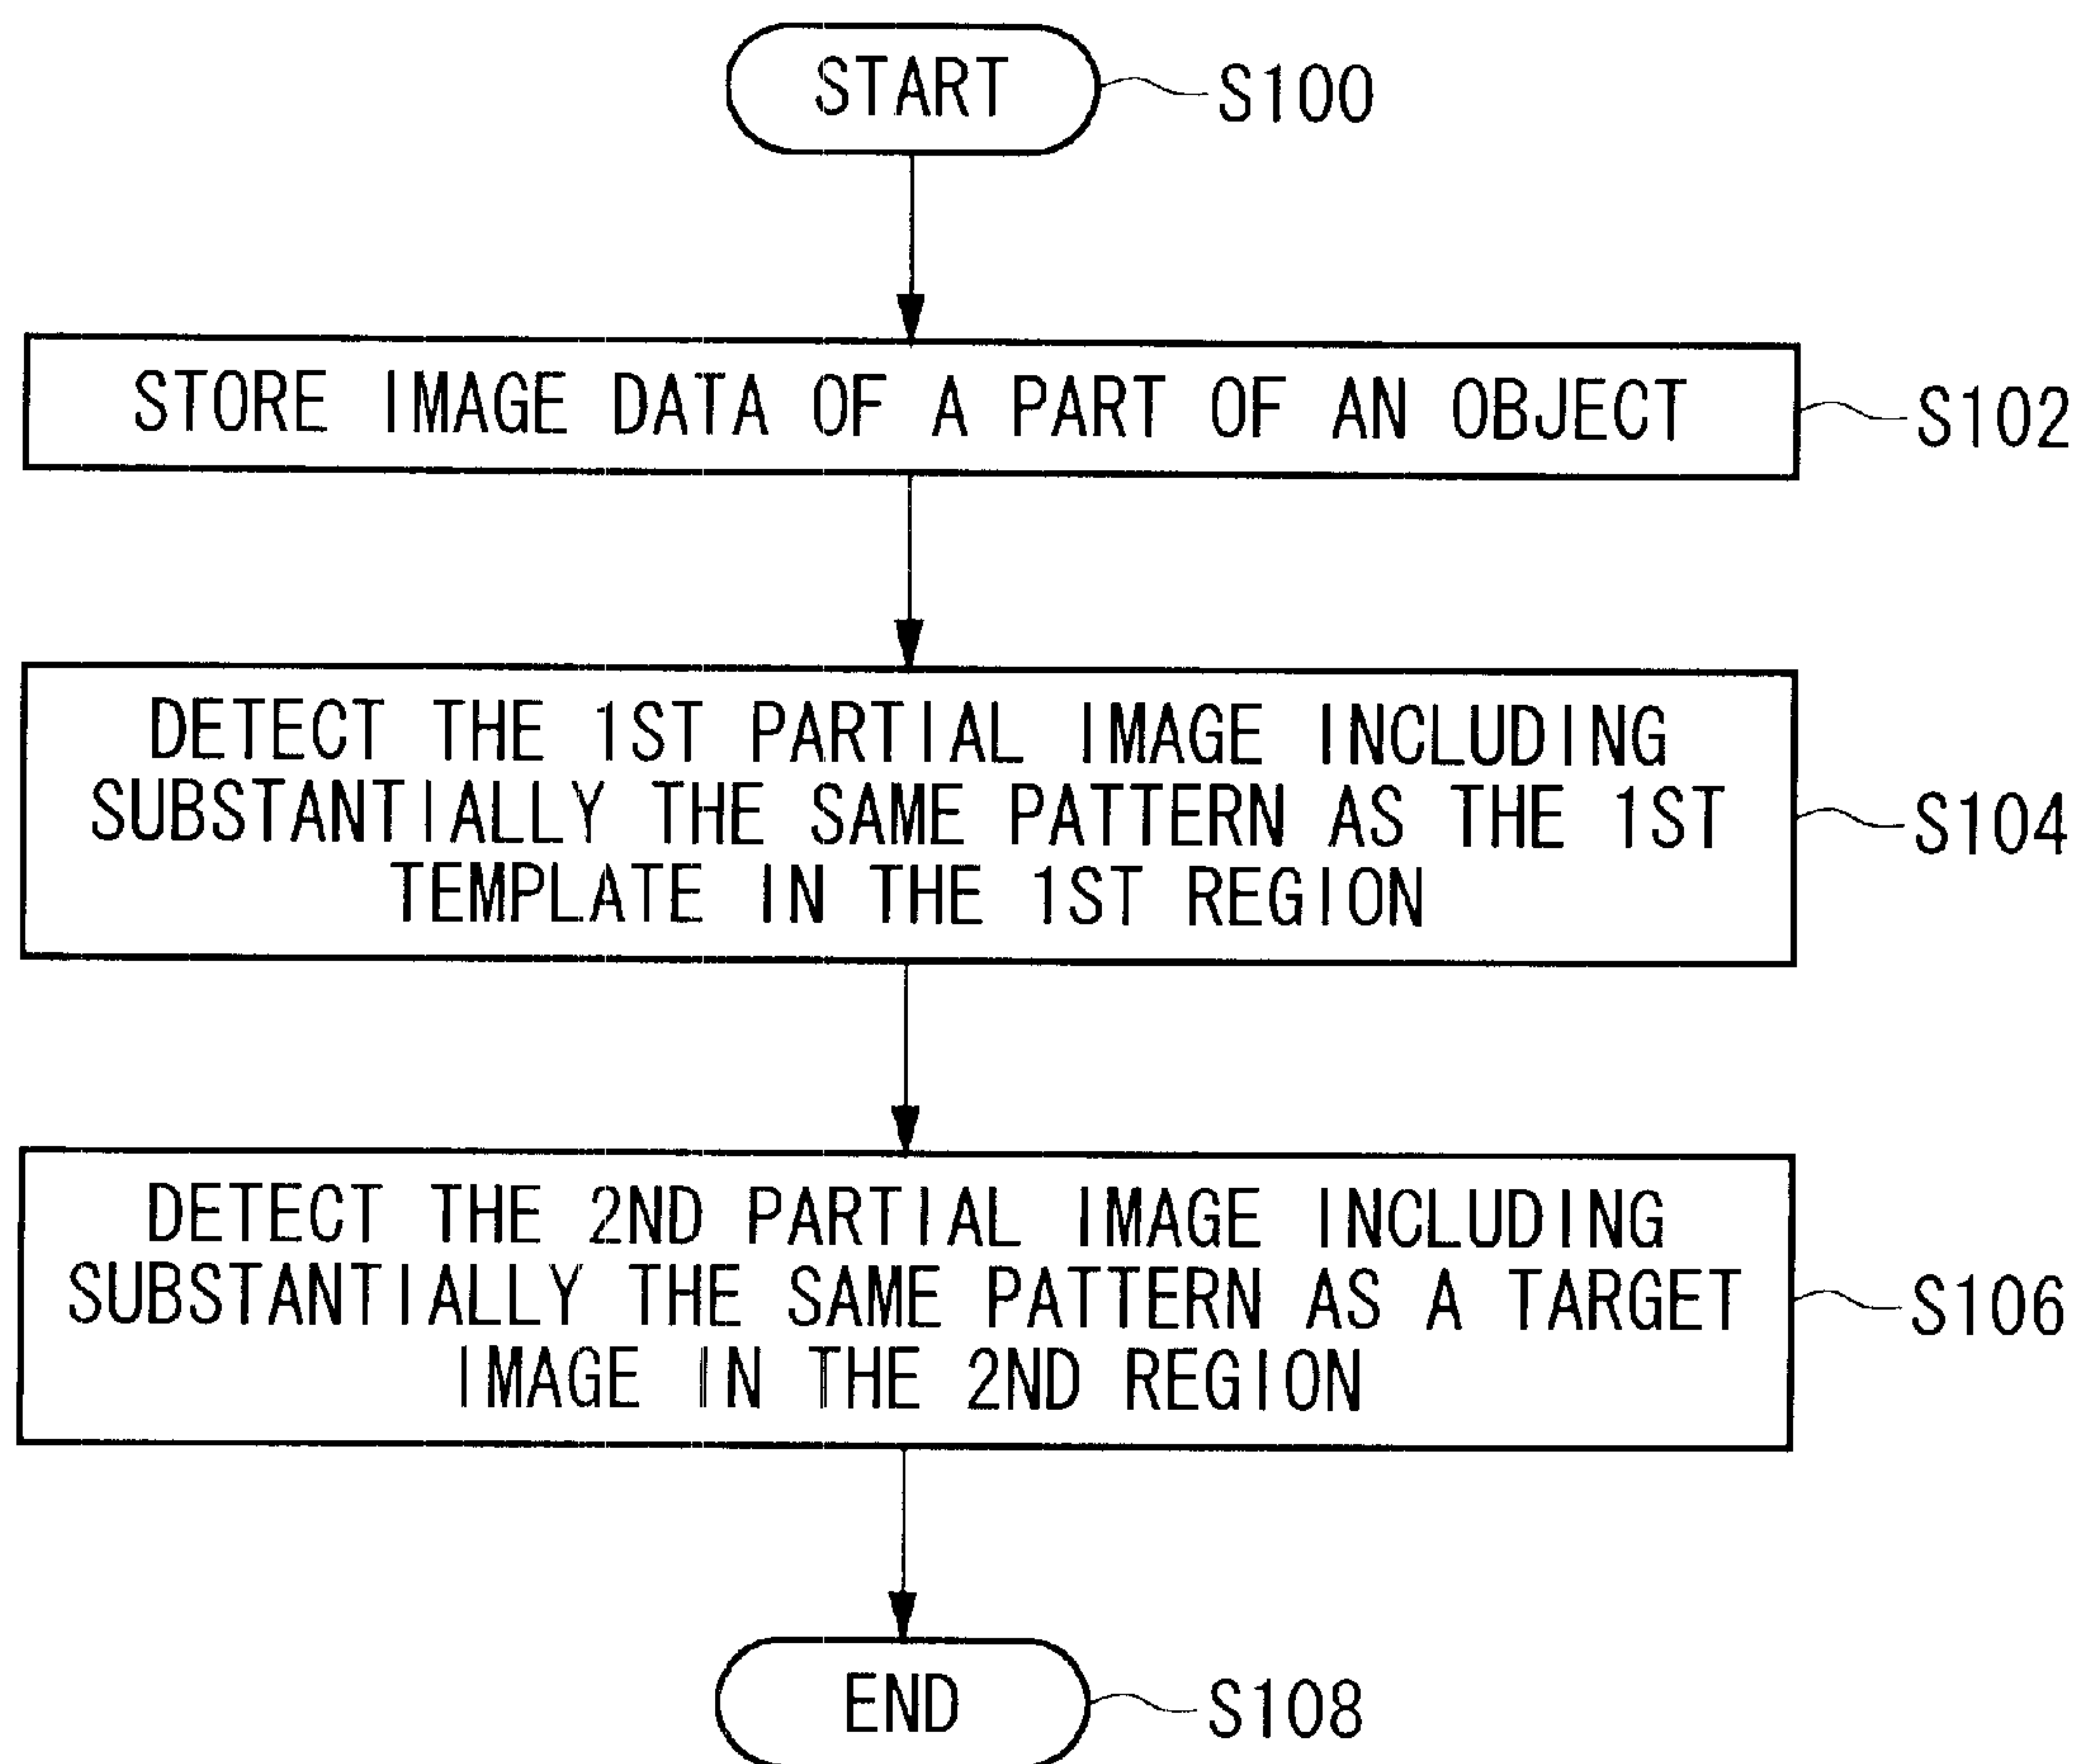 START
S100
STORE IMAGE DATA OF A PART OF AN OBJECT
S102
DETECT THE 1ST PARTIAL IMAGE INCLUDING
SUBSTANTIALLY THE SAME PATTERN AS THE 1ST
TEMPLATE IN THE 1ST REGION
S104
DETECT THE 2ND PARTIAL IMAGE INCLUDING
SUBSTANTIALLY THE SAME PATTERN AS A TARGET
IMAGE IN THE 2ND REGION
S106
END
S108